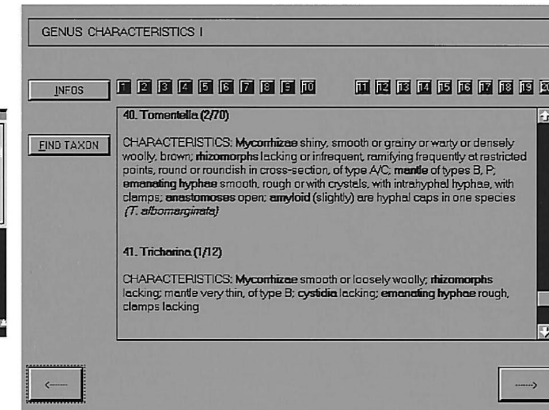 GENUS CHARACTERISTICS I
INFOS
1 2 3 4 5 6 7 8 9 10 11 12 13 14 15 16 17 18 19 20
FIND TAXON
40. Tomentella (2/70)
CHARACTERISTICS: Mycorrhizae shiny, smooth or grainy or warty or densely
woolly, brown; rhizomorphs lacking or infrequent, ramifying frequently at restricted
points, round or roundish in cross-section, of type A/C; mantle of types B, P;
emanating hyphae smooth, rough or with crystals, with intrahyphal hyphae, with
clamps; anastomoses open; amyloid (slightly) are hyphal caps in one species
(T. albomarginata)
41. Tricharina (1/12)
CHARACTERISTICS: Mycorrhizae smooth or loosely woolly; rhizomorphs
lacking; mantle very thin, of type B; cystidia lacking; emanating hyphae rough,
clamps lacking